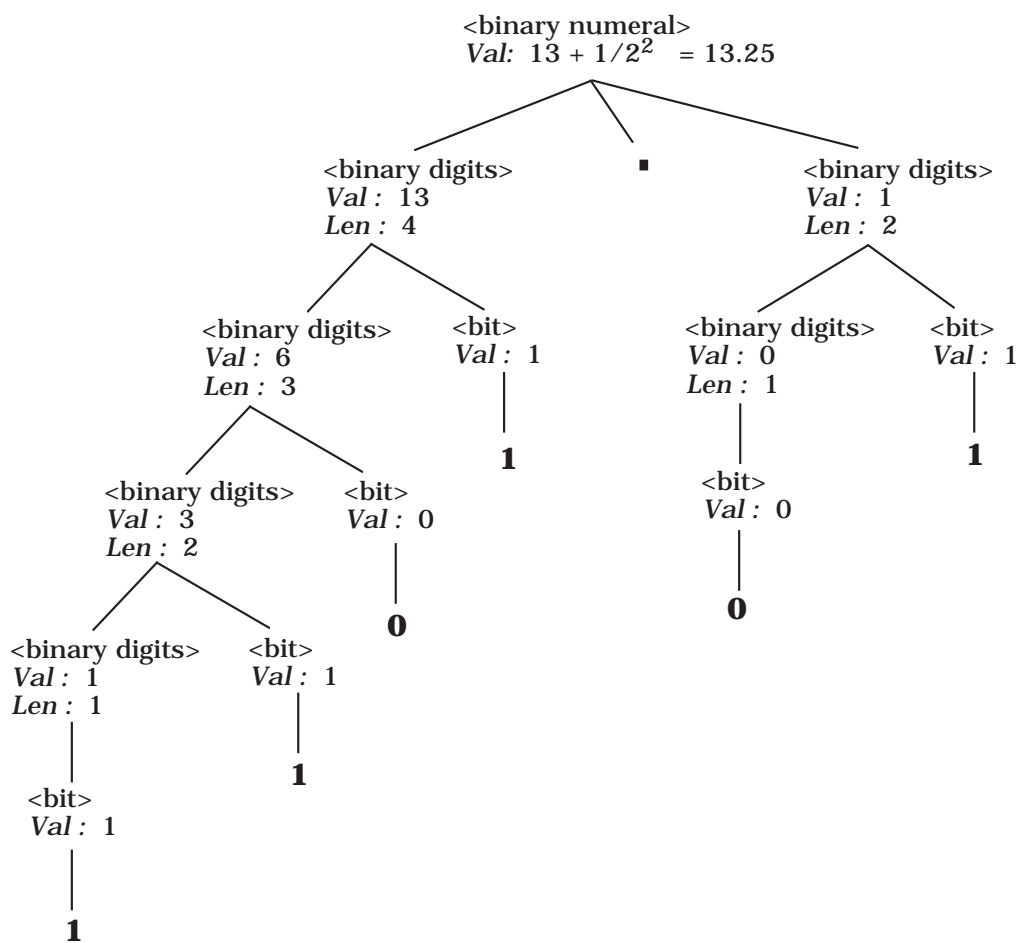 <binary numeral>
Val: 13 + 1/2² = 13.25
<binary digits>
Val : 13
Len : 4
.
<binary digits>
Val : 1
Len : 2
<binary digits>
Val : 6
Len : 3
<bit>
Val : 1
1
<binary digits>
Val : 0
Len : 1
<bit>
Val : 1
1
<binary digits>
Val : 3
Len : 2
<bit>
Val : 0
0
<bit>
Val : 0
0
<binary digits>
Val : 1
Len : 1
<bit>
Val : 1
1
<bit>
Val : 1
1